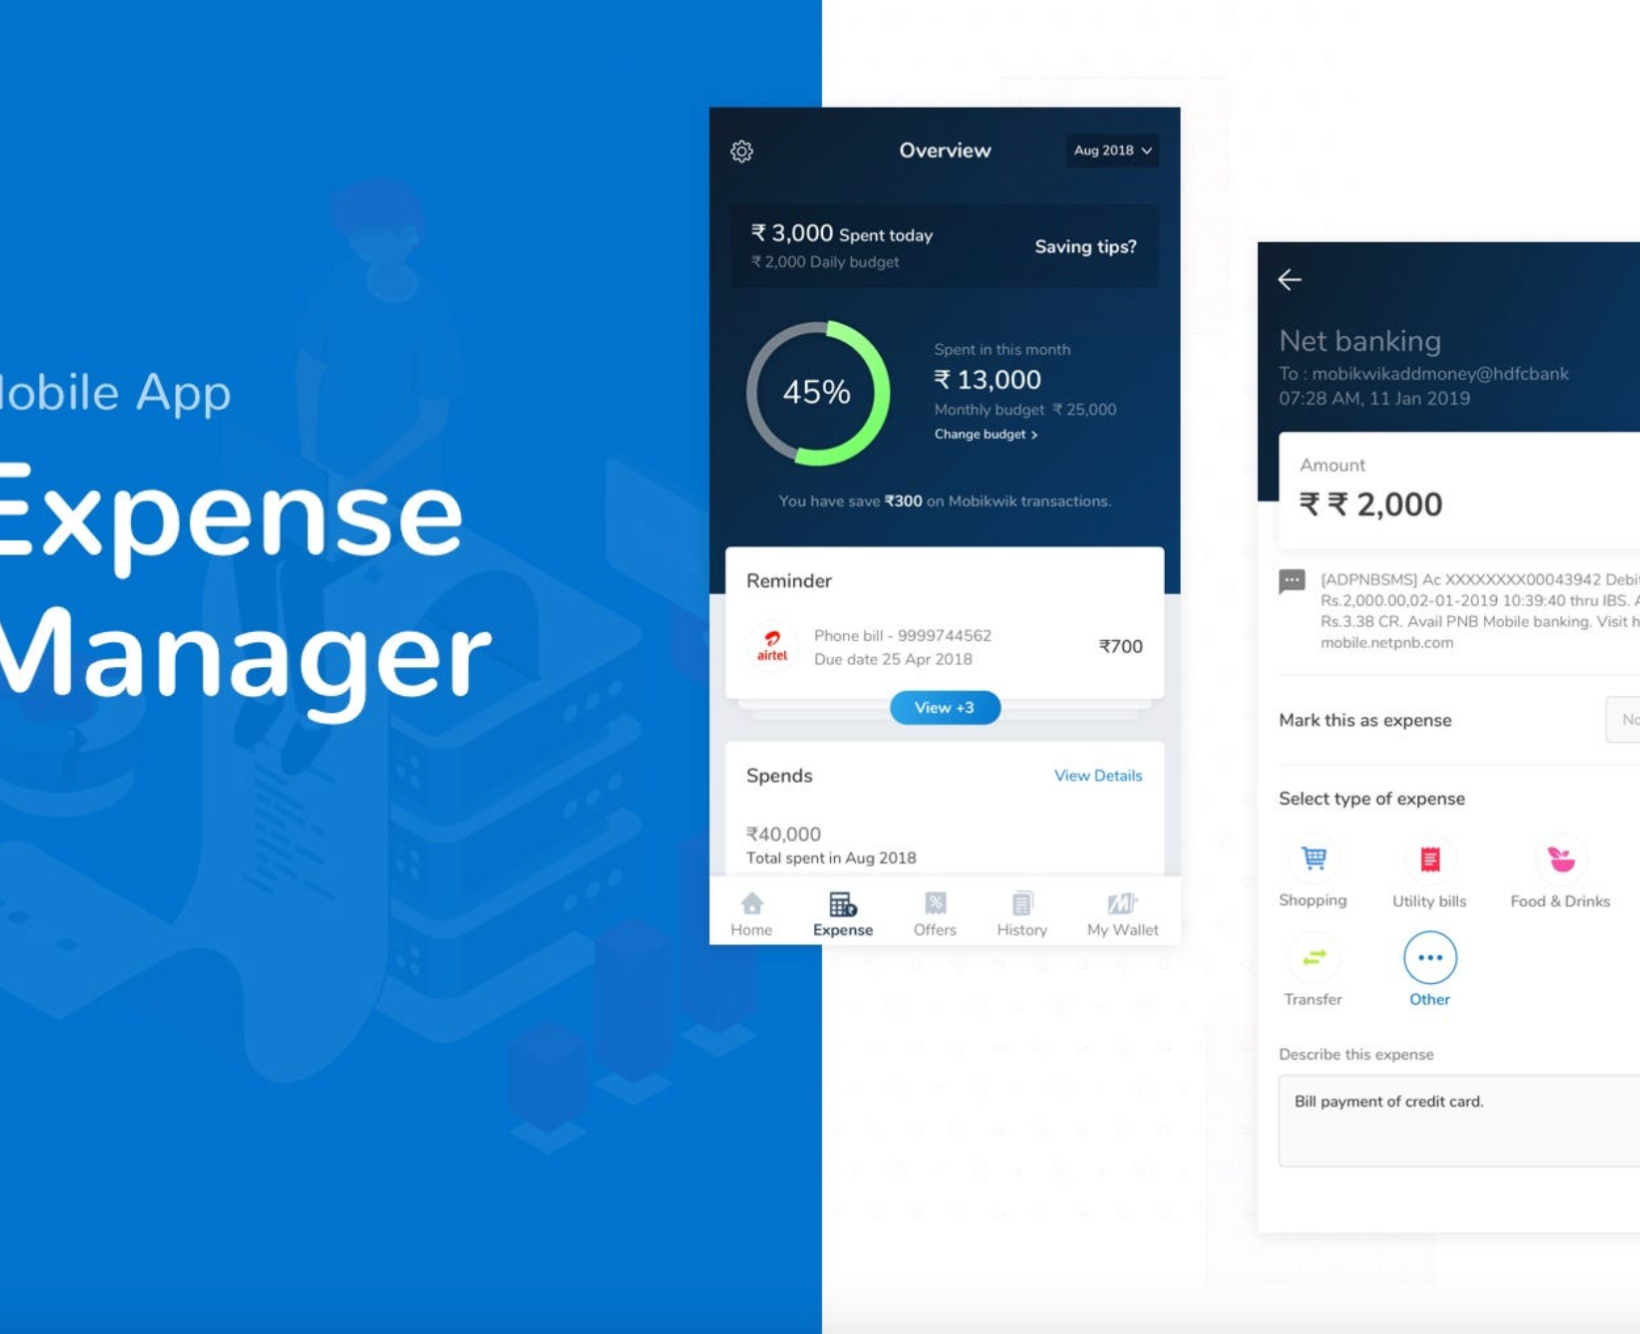 obile App
Expense
Manager
Overview
Aug 2018
₹ 3,000 Spent today
₹ 2,000 Daily budget
Saving tips?
45%
Spent in this month
₹ 13,000
Monthly budget ₹ 25,000
Change budget >
You have save ₹300 on Mobikwik transactions.
Reminder
airtel
Phone bill - 9999744562
Due date 25 Apr 2018
₹700
View +3
Spends
View Details
₹40,000
Total spent in Aug 2018
Home
Expense
Offers
History
My Wallet
Net banking
To : mobikwikaddmoney@hdfcbank
07:28 AM, 11 Jan 2019
Amount
₹ ₹ 2,000
[ADPNBSMS] Ac XXXXXXXX00043942 Debit
Rs.2,000.00,02-01-2019 10:39:40 thru IBS. A
Rs.3.38 CR. Avail PNB Mobile banking. Visit h
mobile.netpnb.com
Mark this as expense
No
Select type of expense
Shopping
Utility bills
Food & Drinks
Transfer
Other
Describe this expense
Bill payment of credit card.